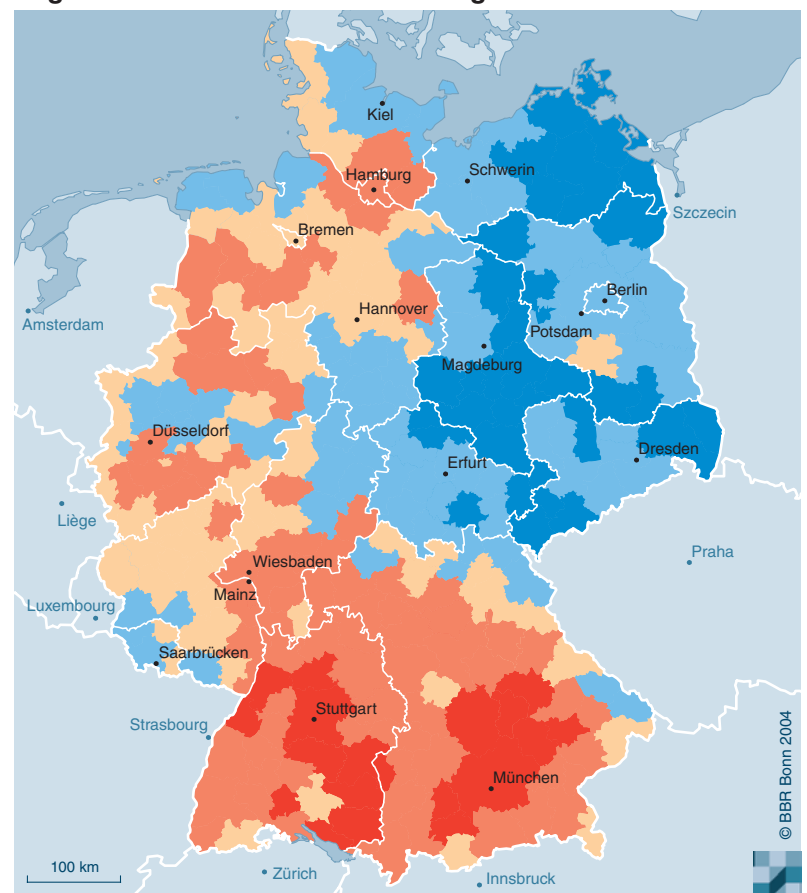 Kiel
Schwerin
Hamburg
Szczecin
Bremen
Berlin
Amsterdam
Hannover
Potsdam
Magdeburg
Düsseldorf
Dresden
Erfurt
Liège
Praha
Wiesbaden
Mainz
Luxembourg
Saarbrücken
Stuttgart
Strasbourg
München
© BBR Bonn 2004
100 km
Zürich
Innsbruck